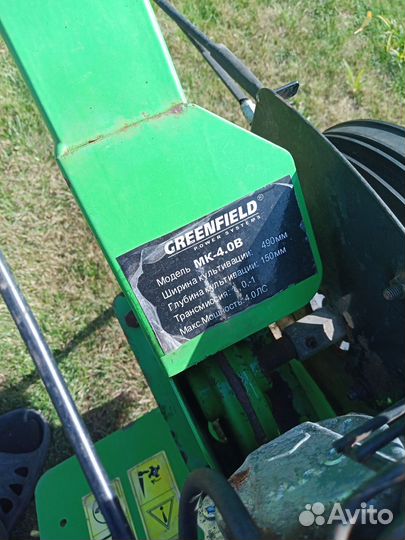 GREENFIELD
POWER SYSTEMS
Модель МК-4.0В
Ширина культивации: 490мм
Глубина культивации: 150мм
Трансмиссия: 1,0,-1
Макс.Мощность:4.0ЛС
Avito